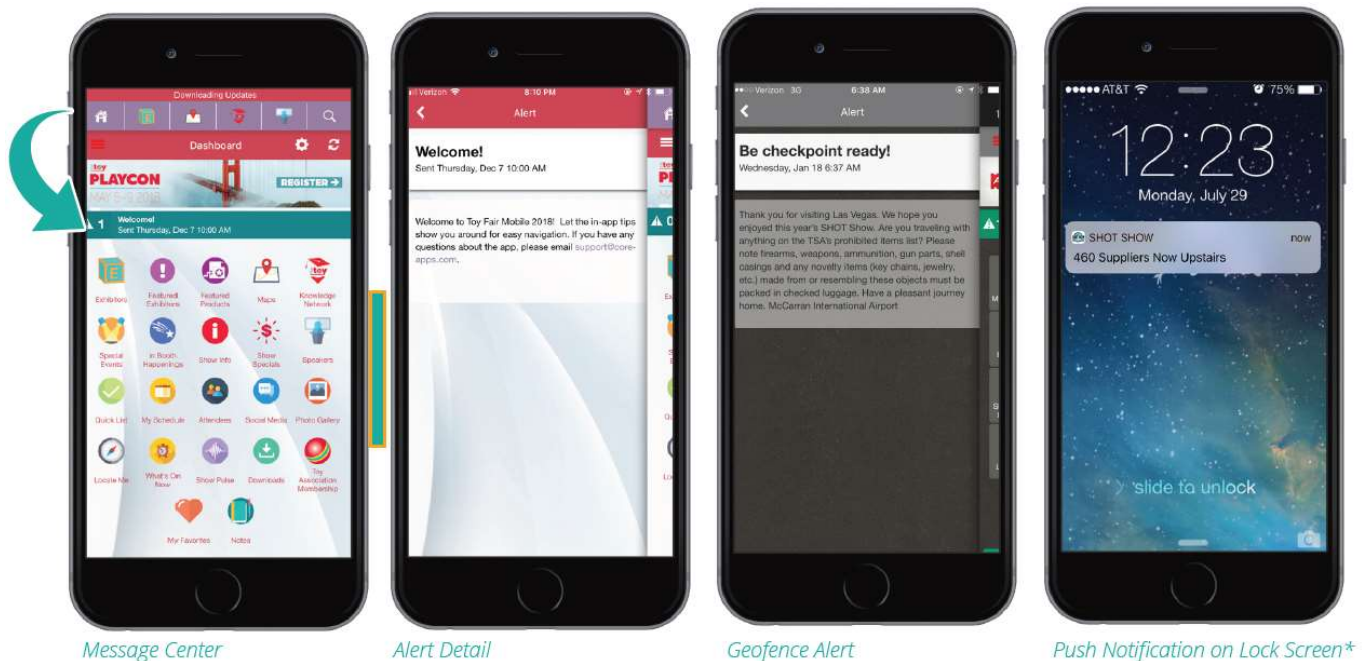 Downloading Updates
Dashboard
toy
PLAYCON
MAY 5-9, 2018
REGISTER →
1
Welcome!
Sent Thursday, Dec 7 10:00 AM
Exhibitors
Featured
Exhibitors
Featured
Products
Maps
Knowledge
Network
Special
Events
In Booth
Happenings
Show Info
Show
Specials
Speakers
Quick List
My Schedule
Attendees
Social Media
Photo Gallery
Locate Me
What's On
Now
Show Pulse
Downloads
Toy
Association
Membership
My Favorites
Notes
Message Center
Verizon
8:10 PM
Alert
Welcome!
Sent Thursday, Dec 7 10:00 AM
Welcome to Toy Fair Mobile 2018! Let the in-app tips
show you around for easy navigation. If you have any
questions about the app, please email support@core-
apps.com.
Alert Detail
Verizon 3G
6:38 AM
Alert
Be checkpoint ready!
Wednesday, Jan 18 6:37 AM
Thank you for visiting Las Vegas. We hope you
enjoyed this year's SHOT Show. Are you traveling with
anything on the TSA's prohibited items list? Please
note firearms, weapons, ammunition, gun parts, shell
casings and any novelty items (key chains, jewelry,
etc.) made from or resembling these objects must be
packed in checked luggage. Have a pleasant journey
home. McCarran International Airport
Geofence Alert
AT&T
75%
12:23
Monday, July 29
SHOT SHOW
now
460 Suppliers Now Upstairs
slide to unlock
Push Notification on Lock Screen*